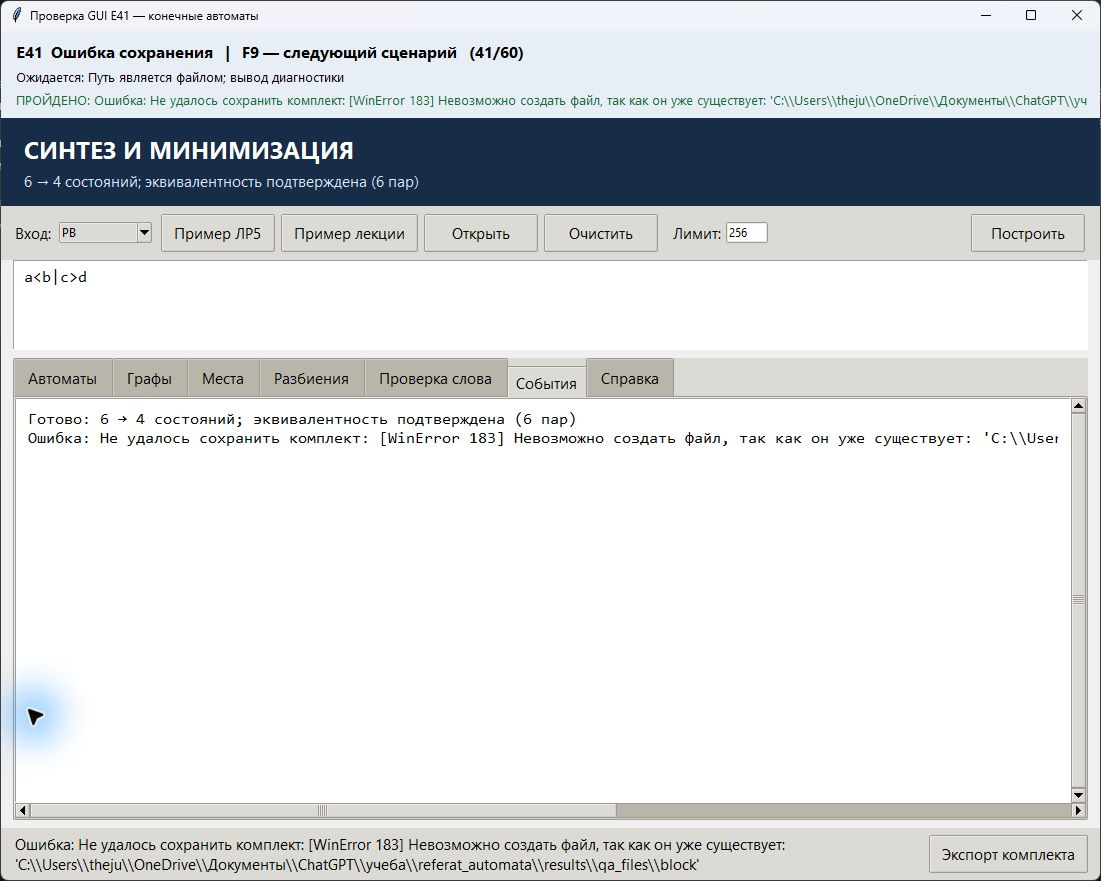 Проверка GUI E41 — конечные автоматы
E41 Ошибка сохранения | F9 — следующий сценарий (41/60)
Ожидается: Путь является файлом; вывод диагностики
ПРОЙДЕНО: Ошибка: Не удалось сохранить комплект: [WinError 183] Невозможно создать файл, так как он уже существует: 'C:\\Users\\theju\\OneDrive\\Документы\\ChatGPT\\уч
СИНТЕЗ И МИНИМИЗАЦИЯ
6 → 4 состояний; эквивалентность подтверждена (6 пар)
Вход: РВ Пример ЛР5 Пример лекции Открыть Очистить Лимит: 256 Построить
a<b|c>d
Автоматы Графы Места Разбиения Проверка слова События Справка
Готово: 6 → 4 состояний; эквивалентность подтверждена (6 пар)
Ошибка: Не удалось сохранить комплект: [WinError 183] Невозможно создать файл, так как он уже существует: 'C:\\User
Ошибка: Не удалось сохранить комплект: [WinError 183] Невозможно создать файл, так как он уже существует:
'C:\\Users\\theju\\OneDrive\\Документы\\ChatGPT\\учеба\\referat_automata\\results\\qa_files\\block'
Экспорт комплекта